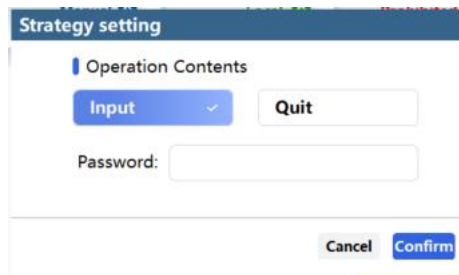 Strategy setting
Operation Contents
Input Quit
Password:
Cancel Confirm